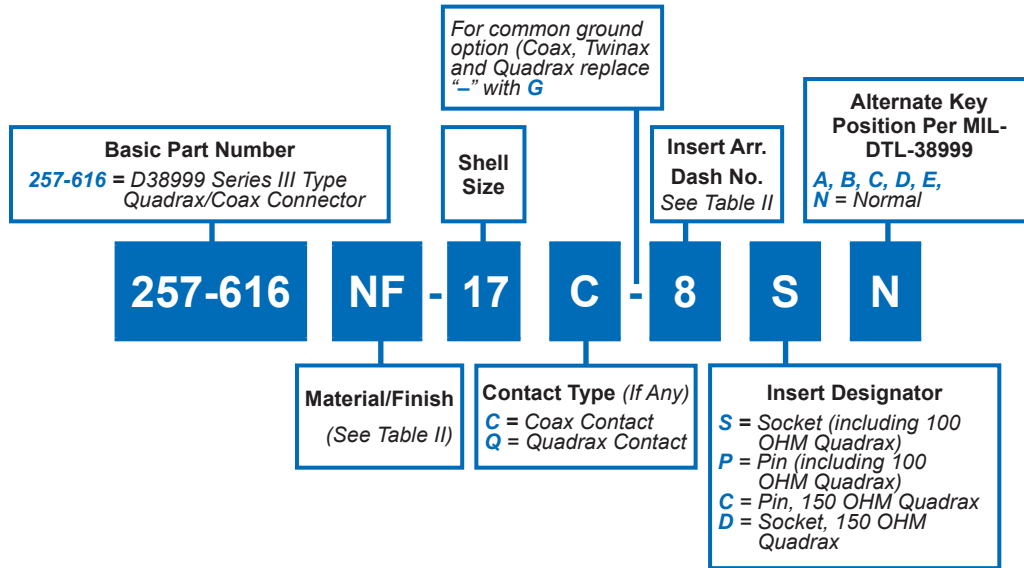 For common ground
option (Coax, Twinax
and Quadrax replace
“–” with G
Basic Part Number
257-616 = D38999 Series III Type
Quadrax/Coax Connector
Shell
Size
Insert Arr.
Dash No.
See Table II
Alternate Key
Position Per MIL-
DTL-38999
A, B, C, D, E,
N = Normal
257-616 NF - 17 C - 8 S N
Material/Finish
(See Table II)
Contact Type (If Any)
C = Coax Contact
Q = Quadrax Contact
Insert Designator
S = Socket (including 100
OHM Quadrax)
P = Pin (including 100
OHM Quadrax)
C = Pin, 150 OHM Quadrax
D = Socket, 150 OHM
Quadrax